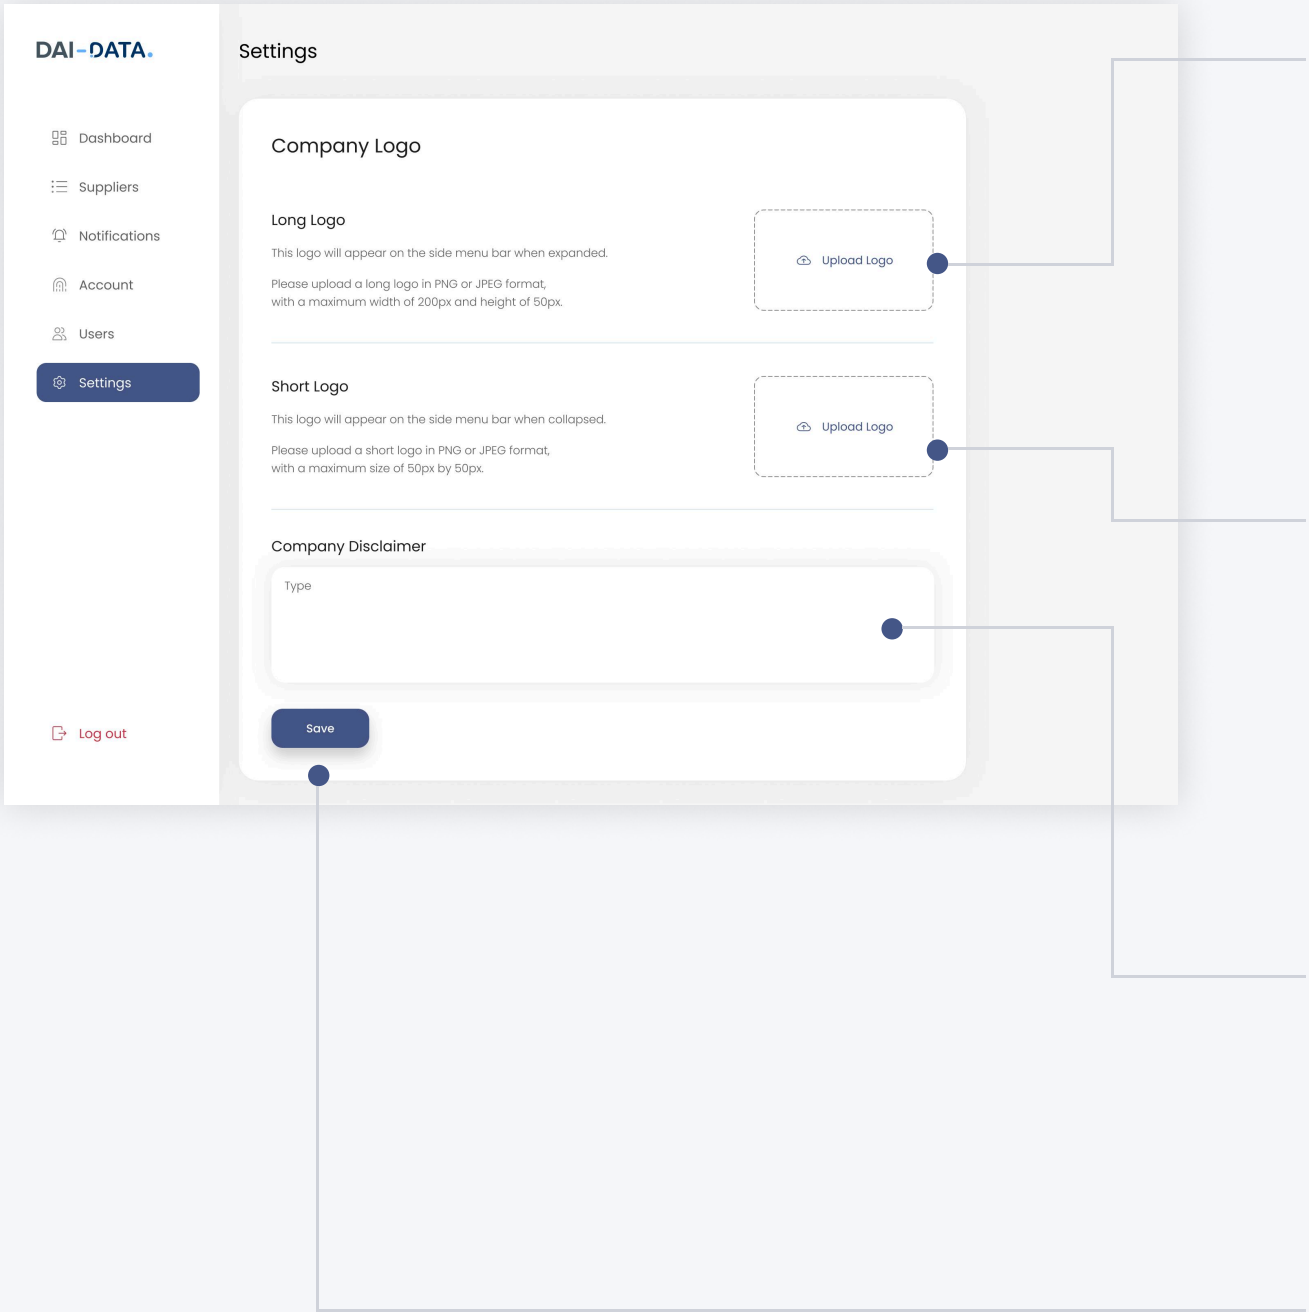 DAI-DATA.
Dashboard
Suppliers
Notifications
Account
Users
Settings
Log out
Settings
Company Logo
Long Logo
This logo will appear on the side menu bar when expanded.
Please upload a long logo in PNG or JPEG format,
with a maximum width of 200px and height of 50px.
Upload Logo
Short Logo
This logo will appear on the side menu bar when collapsed.
Please upload a short logo in PNG or JPEG format,
with a maximum size of 50px by 50px.
Upload Logo
Company Disclaimer
Type
Save